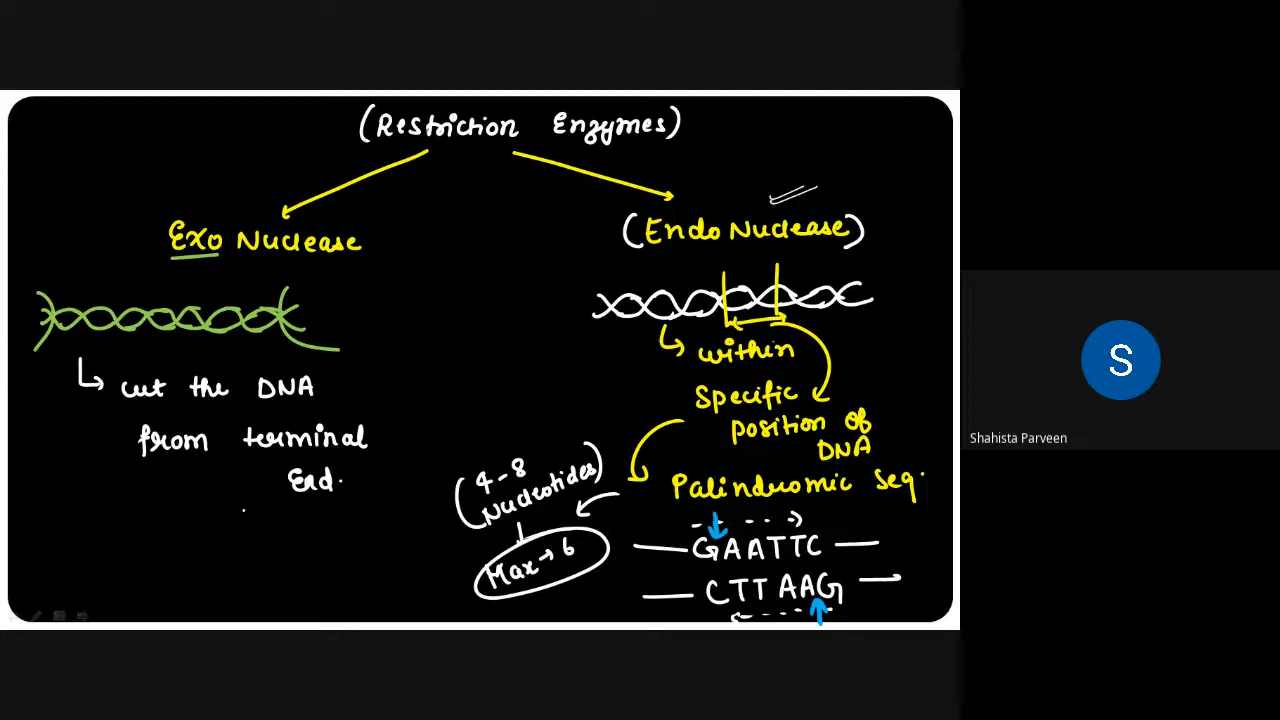 (Restriction Enzymes)
Exo Nuclease
(Endo Nuclease)
within
cut the DNA
from terminal
End.
Specific
position of
DNA
(4-8
Nucleotides)
Max → 6
Palindromic Seq.
GAATTC
CTTAAG
S
Shahista Parveen